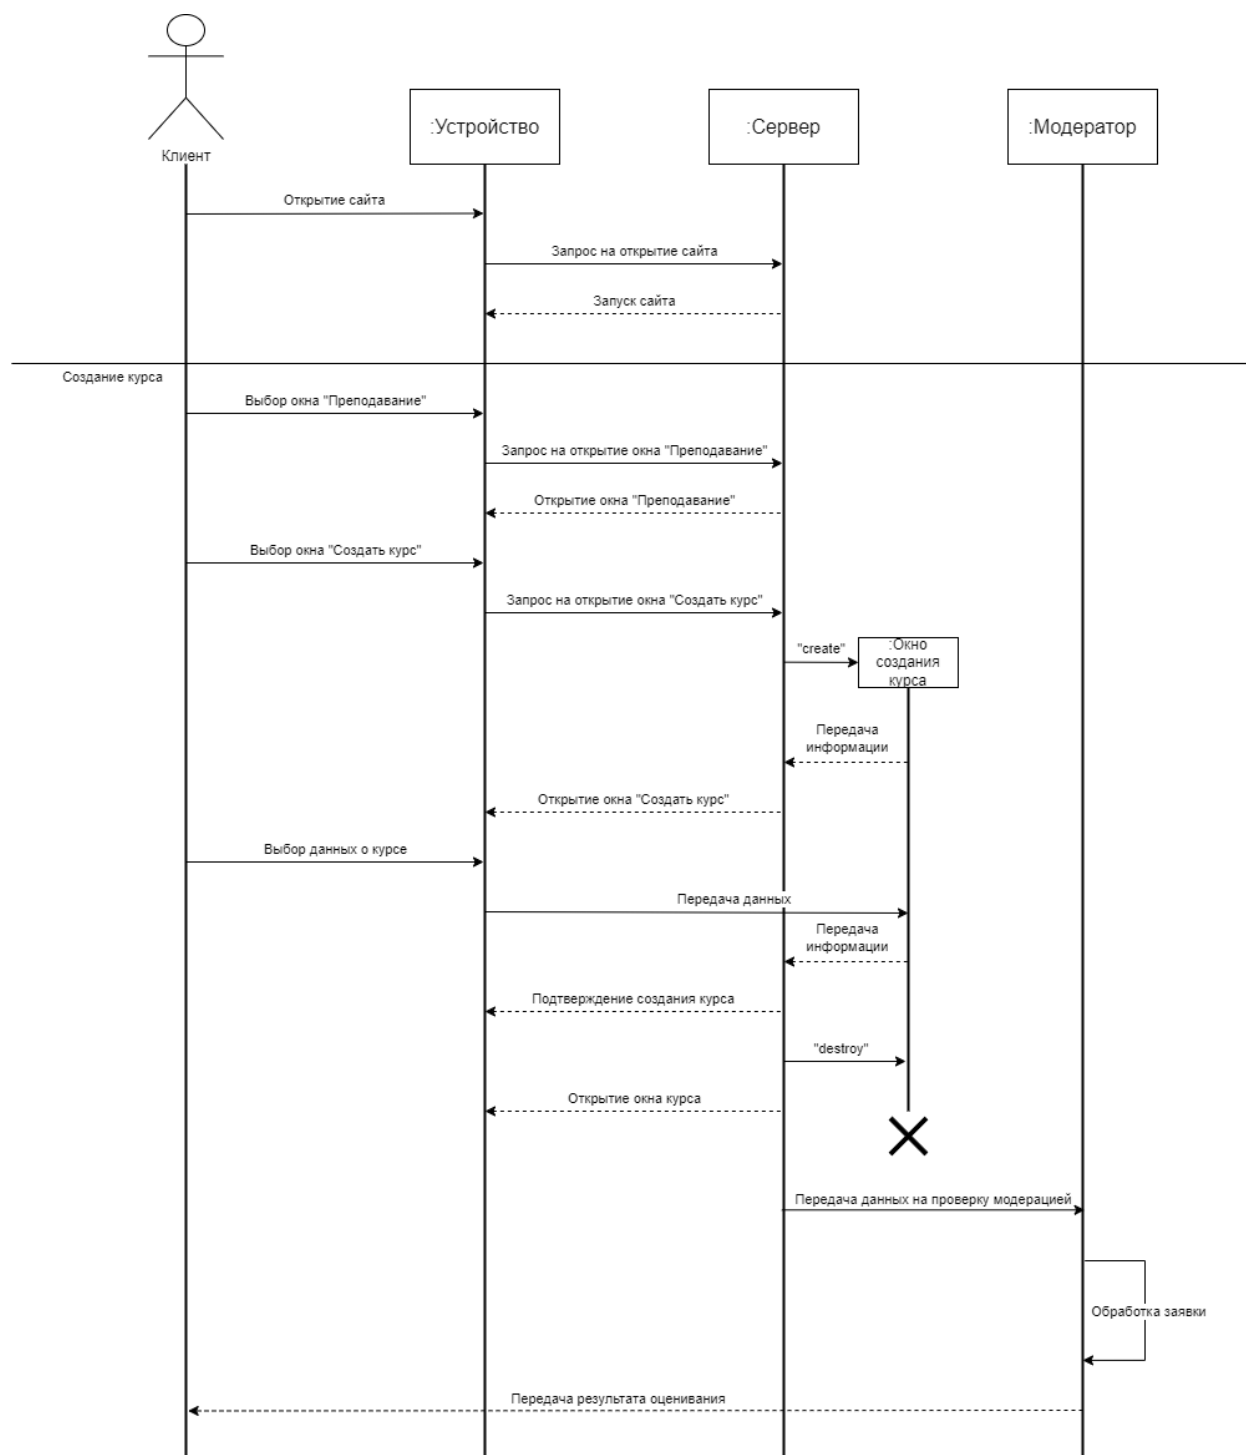 Клиент
:Устройство
:Сервер
:Модератор
Открытие сайта
Запрос на открытие сайта
Запуск сайта
Создание курса
Выбор окна "Преподавание"
Запрос на открытие окна "Преподавание"
Открытие окна "Преподавание"
Выбор окна "Создать курс"
Запрос на открытие окна "Создать курс"
"create"
:Окно
создания
курса
Передача
информации
Открытие окна "Создать курс"
Выбор данных о курсе
Передача данных
Передача
информации
Подтверждение создания курса
"destroy"
Открытие окна курса
Передача данных на проверку модерацией
Обработка заявки
Передача результата оценивания